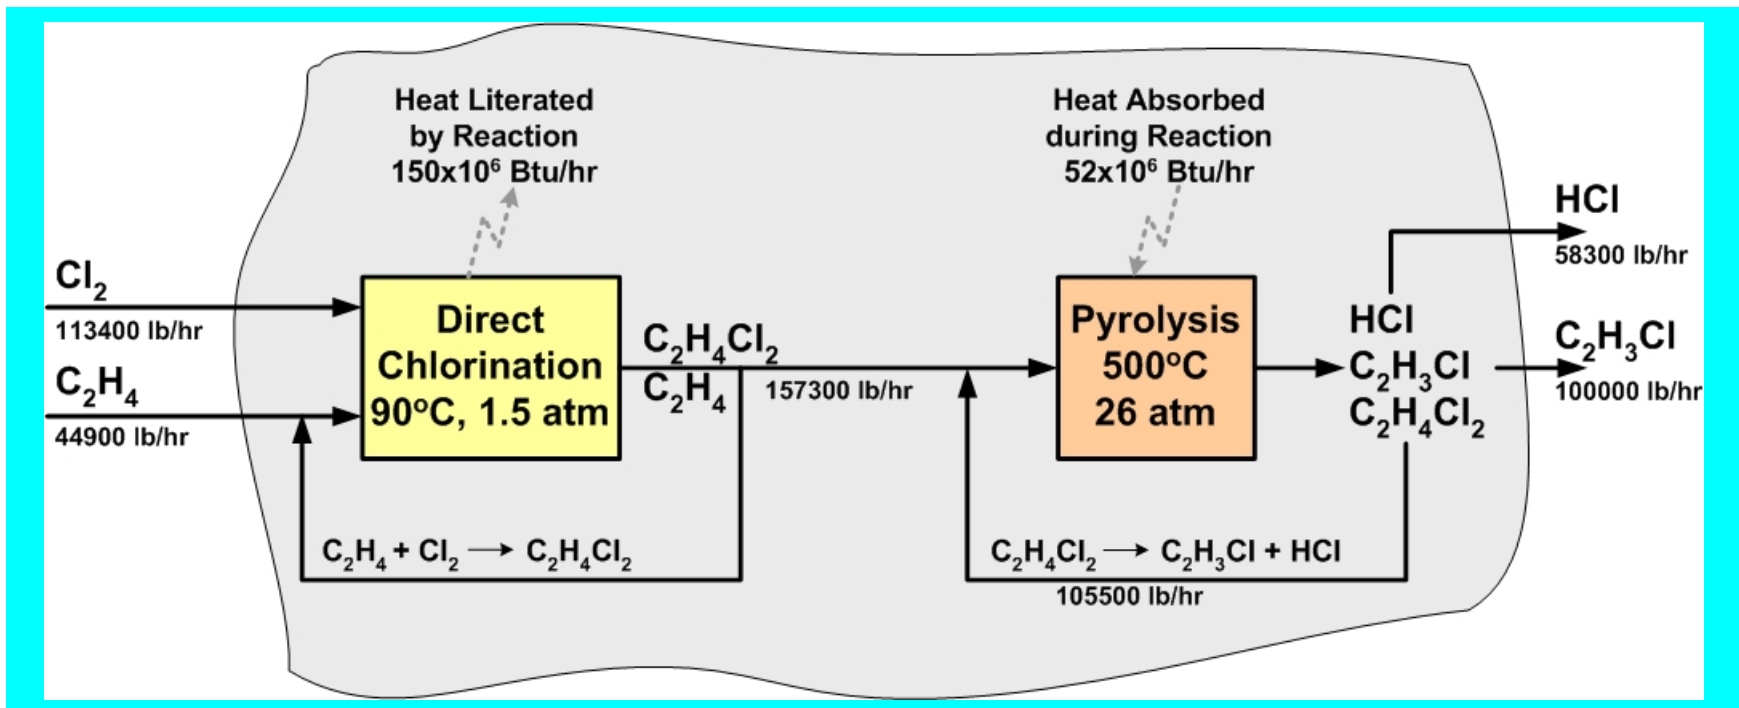 Heat Literated
by Reaction
150x10⁶ Btu/hr
Heat Absorbed
during Reaction
52x10⁶ Btu/hr
Cl₂
113400 lb/hr
C₂H₄
44900 lb/hr
Direct
Chlorination
90ºC, 1.5 atm
C₂H₄Cl₂
C₂H₄
157300 lb/hr
Pyrolysis
500ºC
26 atm
HCl
C₂H₃Cl
C₂H₄Cl₂
HCl
58300 lb/hr
C₂H₃Cl
100000 lb/hr
C₂H₄ + Cl₂ → C₂H₄Cl₂
C₂H₄Cl₂ → C₂H₃Cl + HCl
105500 lb/hr